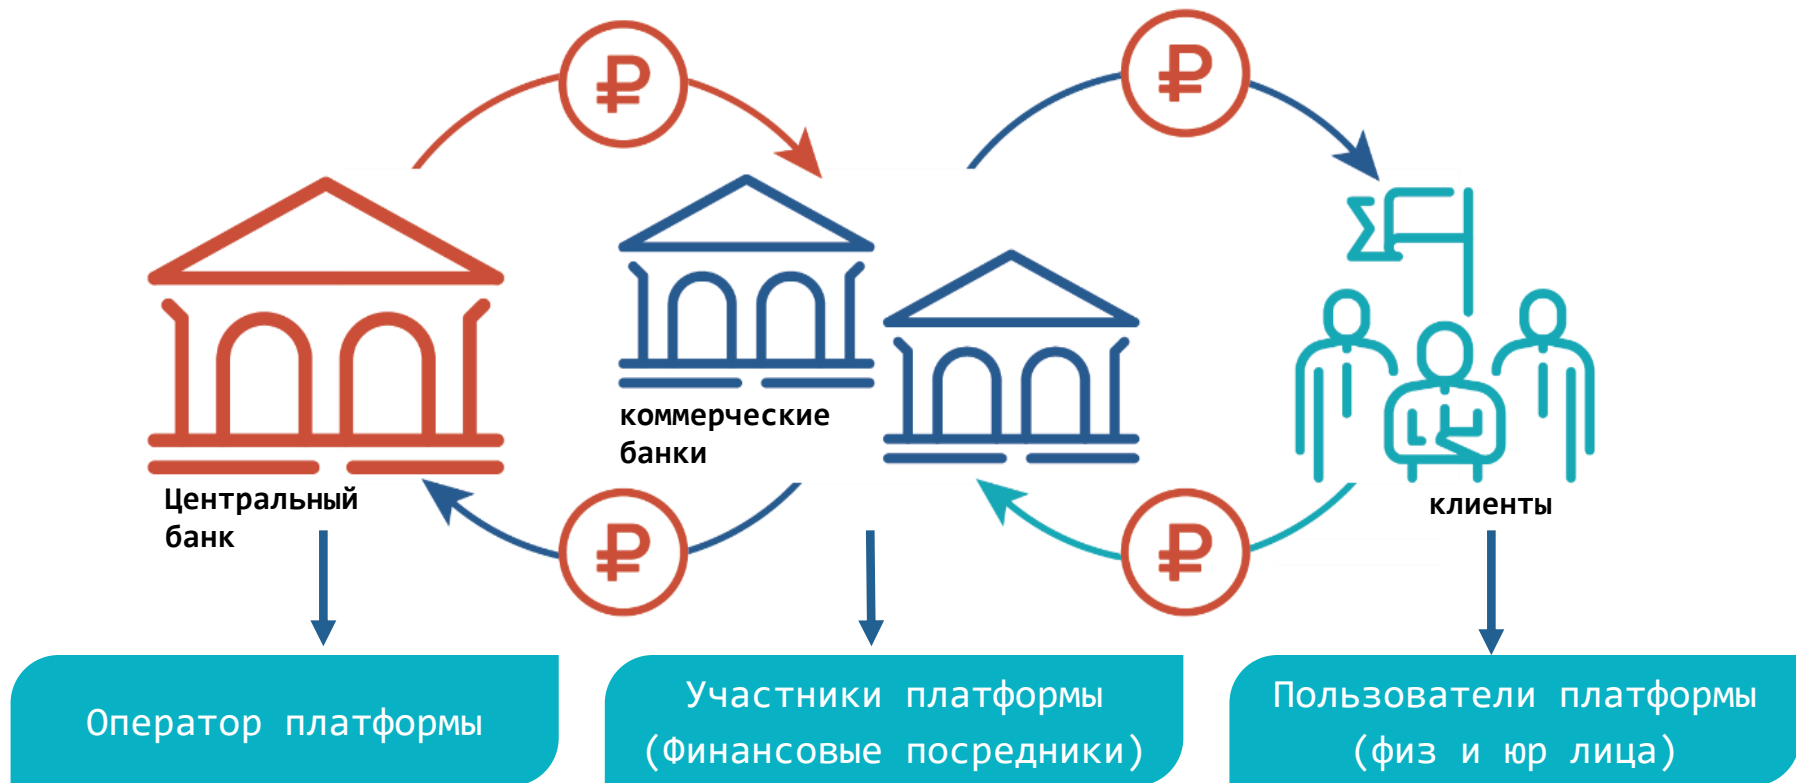 ₽
₽
коммерческие
банки
Центральный
банк
клиенты
₽
₽
Оператор платформы
Участники платформы
(Финансовые посредники)
Пользователи платформы
(физ и юр лица)